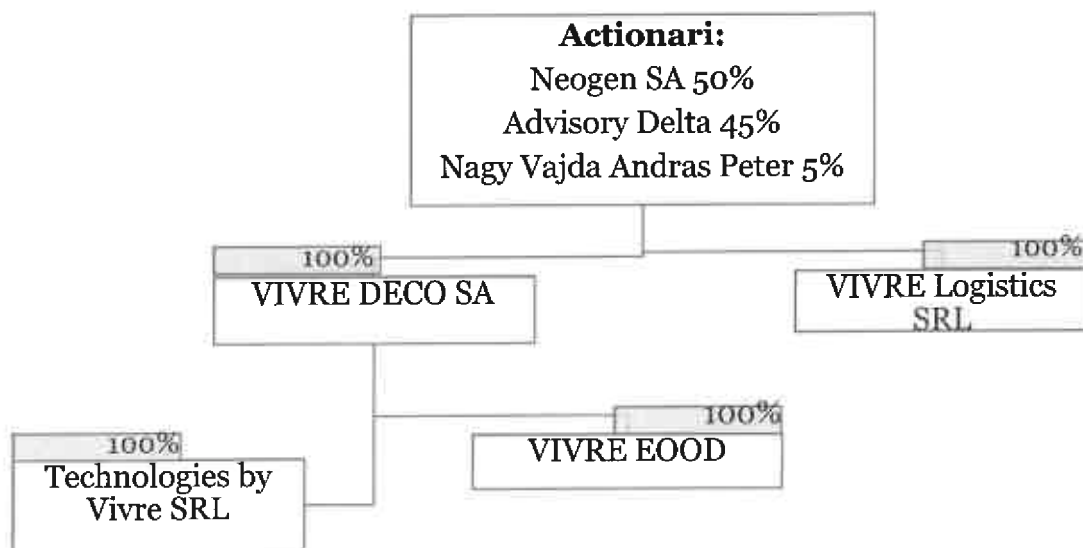 Actionari:
Neogen SA 50%
Advisory Delta 45%
Nagy Vajda Andras Peter 5%
100%
VIVRE DECO SA
100%
VIVRE Logistics
SRL
100%
Technologies by
Vivre SRL
100%
VIVRE EOOD